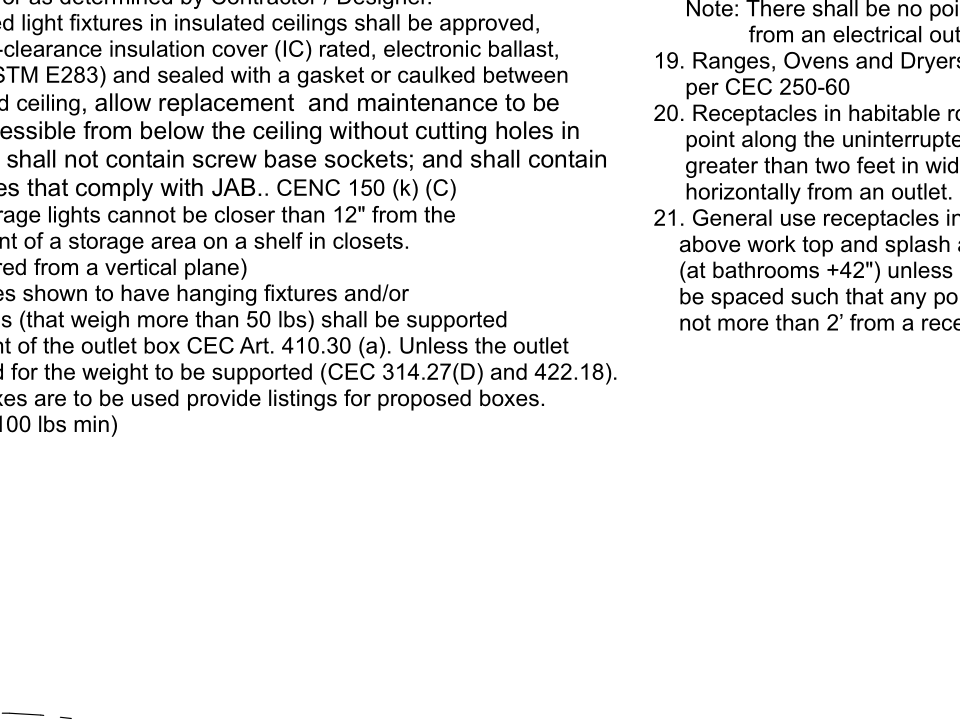 or as determined by Contractor / Designer.
ed light fixtures in insulated ceilings shall be approved,
-clearance insulation cover (IC) rated, electronic ballast,
STM E283) and sealed with a gasket or caulked between
d ceiling, allow replacement and maintenance to be
essible from below the ceiling without cutting holes in
shall not contain screw base sockets; and shall contain
es that comply with JAB.. CENC 150 (k) (C)
rage lights cannot be closer than 12" from the
nt of a storage area on a shelf in closets.
red from a vertical plane)
es shown to have hanging fixtures and/or
s (that weigh more than 50 lbs) shall be supported
nt of the outlet box CEC Art. 410.30 (a). Unless the outlet
d for the weight to be supported (CEC 314.27(D) and 422.18).
xes are to be used provide listings for proposed boxes.
100 lbs min)
Note: There shall be no poi
from an electrical out
19. Ranges, Ovens and Dryers
per CEC 250-60
20. Receptacles in habitable ro
point along the uninterrupte
greater than two feet in wid
horizontally from an outlet.
21. General use receptacles in
above work top and splash a
(at bathrooms +42") unless
be spaced such that any po
not more than 2' from a rece